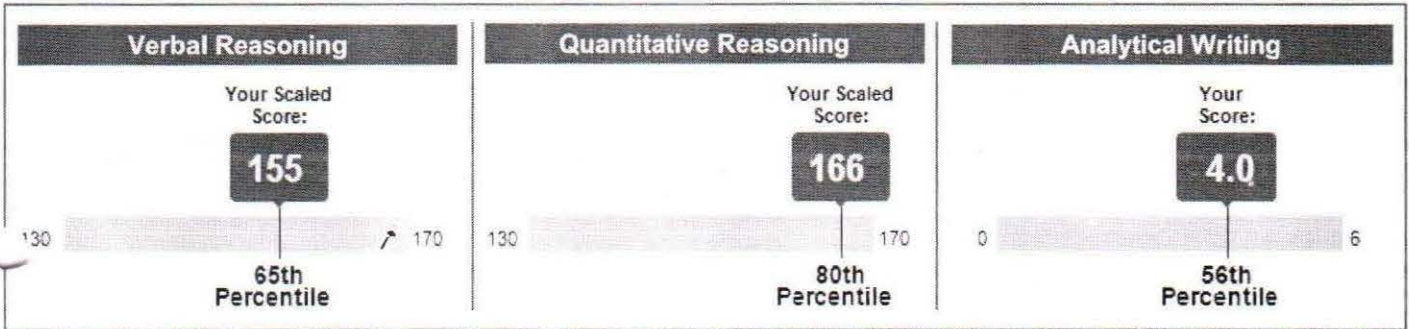 Verbal Reasoning
Your Scaled
Score:
155
130 170
65th
Percentile
Quantitative Reasoning
Your Scaled
Score:
166
130 170
80th
Percentile
Analytical Writing
Your
Score:
4.0
0 6
56th
Percentile